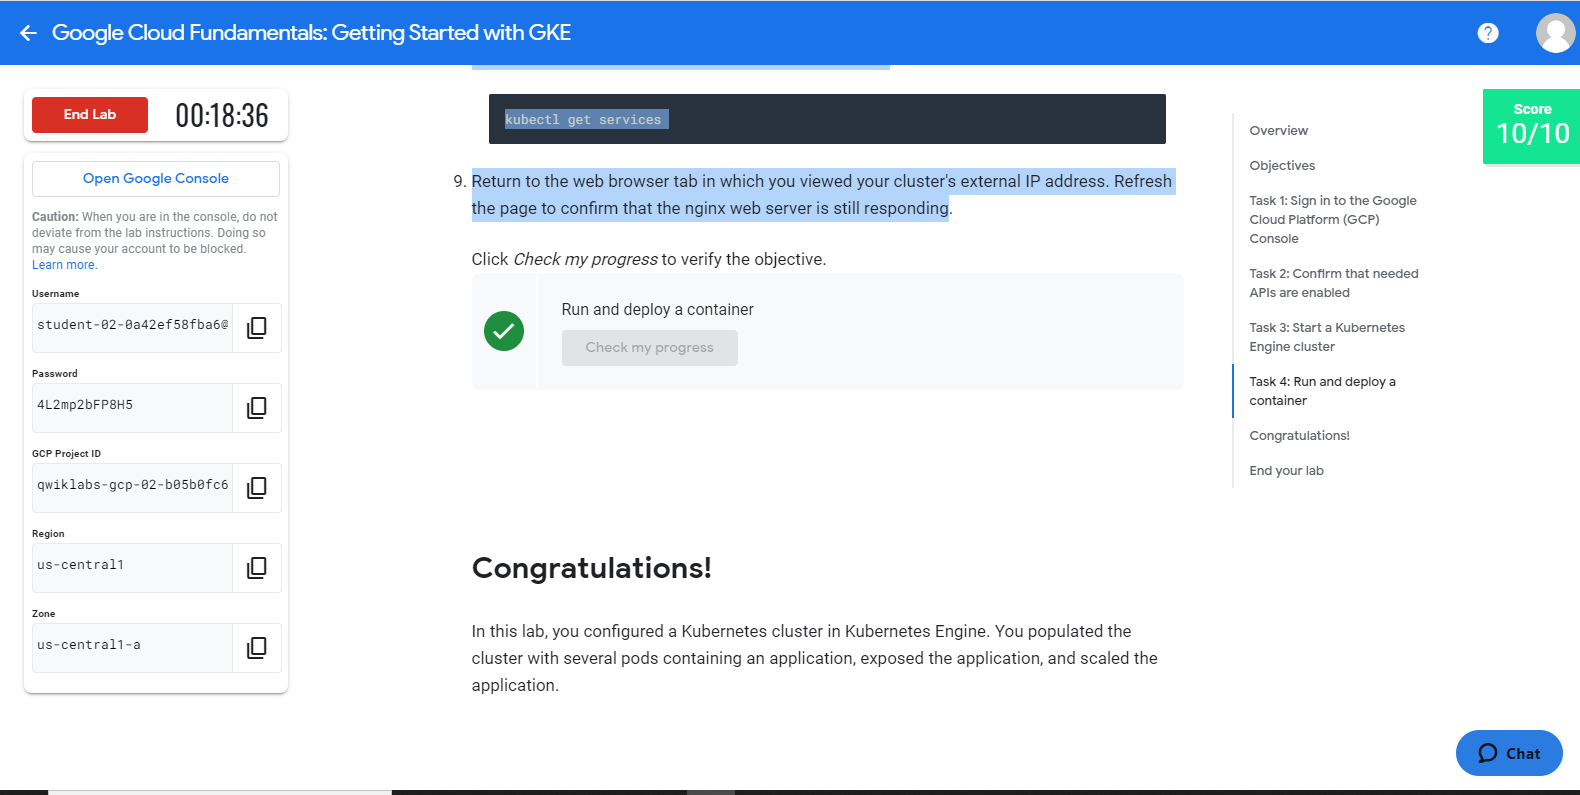 Google Cloud Fundamentals: Getting Started with GKE
?
End Lab
00:18:36
Open Google Console
Caution: When you are in the console, do not
deviate from the lab instructions. Doing so
may cause your account to be blocked.
Learn more.
Username
student-02-0a42ef58fba6@
Password
4L2mp2bFP8H5
GCP Project ID
qwiklabs-gcp-02-b05b0fc6
Region
us-central1
Zone
us-central1-a
kubectl get services
9. Return to the web browser tab in which you viewed your cluster's external IP address. Refresh
the page to confirm that the nginx web server is still responding.
Click Check my progress to verify the objective.
Run and deploy a container
Check my progress
Congratulations!
In this lab, you configured a Kubernetes cluster in Kubernetes Engine. You populated the
cluster with several pods containing an application, exposed the application, and scaled the
application.
Overview
Objectives
Task 1: Sign in to the Google
Cloud Platform (GCP)
Console
Task 2: Confirm that needed
APIs are enabled
Task 3: Start a Kubernetes
Engine cluster
Task 4: Run and deploy a
container
Congratulations!
End your lab
Score
10/10
Chat